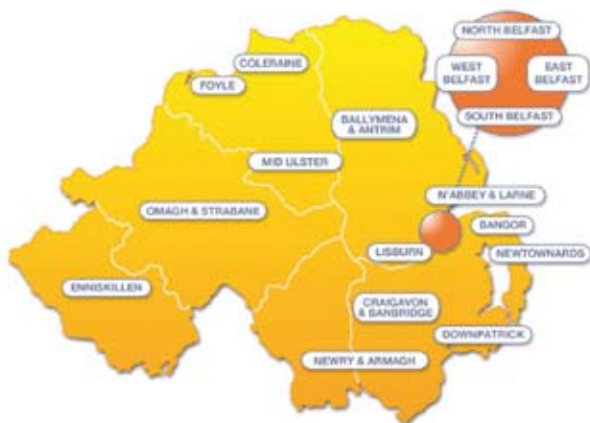 NORTH BELFAST
COLERAINE
WEST
BELFAST
EAST
BELFAST
FOYLE
SOUTH BELFAST
BALLYMENA
& ANTRIM
MID ULSTER
N'ABBEY & LARNE
OMAGH & STRABANE
BANGOR
LISBURN
NEWTOWNARDS
ENNISKILLEN
CRAIGAVON
& BANBRIDGE
DOWNPATRICK
NEWRY & ARMAGH